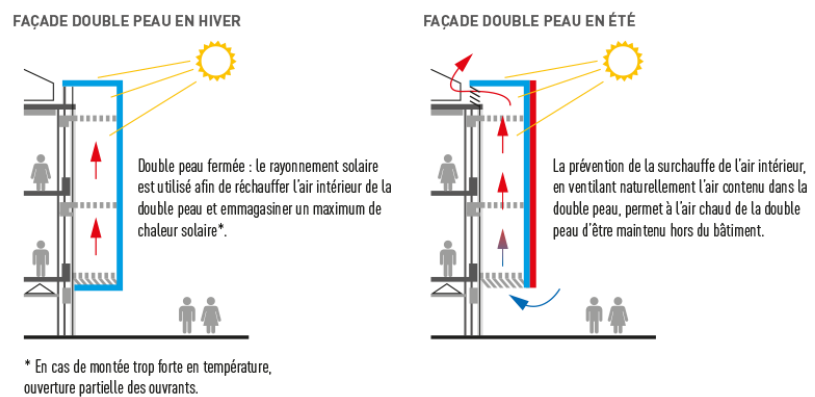 FAÇADE DOUBLE PEAU EN HIVER
Double peau fermée : le rayonnement solaire
est utilisé afin de réchauffer l'air intérieur de la
double peau et emmagasiner un maximum de
chaleur solaire*.
* En cas de montée trop forte en température,
ouverture partielle des ouvrants.
FAÇADE DOUBLE PEAU EN ÉTÉ
La prévention de la surchauffe de l'air intérieur,
en ventilant naturellement l'air contenu dans la
double peau, permet à l'air chaud de la double
peau d'être maintenu hors du bâtiment.